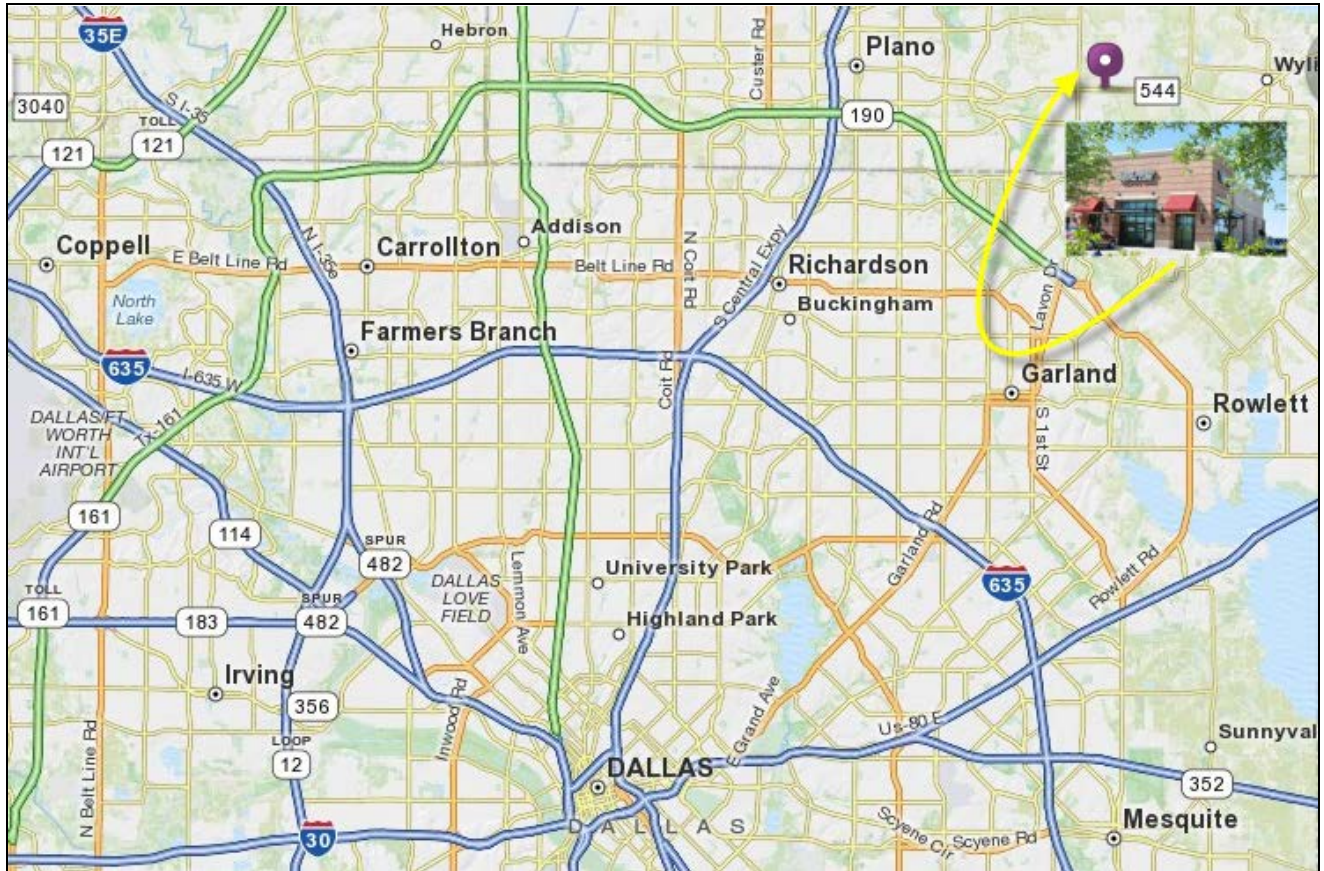 35E
Hebron
Custer Rd
Plano
Wyli
544
3040
S I-35
TOLL
121
121
190
Coppell
E Belt Line Rd
N I-35e
Carrollton
Addison
Belt Line Rd
N Coit Rd
S Central Expy
Richardson
Buckingham
Lavon Dr
North
Lake
Farmers Branch
635
I-635 W
Coit Rd
Garland
S 1st St
Rowlett
DALLAS/FT
WORTH
INT'L
AIRPORT
Tx-161
161
114
SPUR
482
DALLAS
LOVE
FIELD
Lemmon Ave
University Park
Highland Park
Garland Rd
635
Rowlett Rd
TOLL
161
183
SPUR
482
Irving
356
LOOP
12
Inwood Rd
E Grand Ave
Us-80 E
Sunnyval
352
N Belt Line Rd
DALLAS
30
DALLAS
Scyene Cir
Scyene Rd
Mesquite